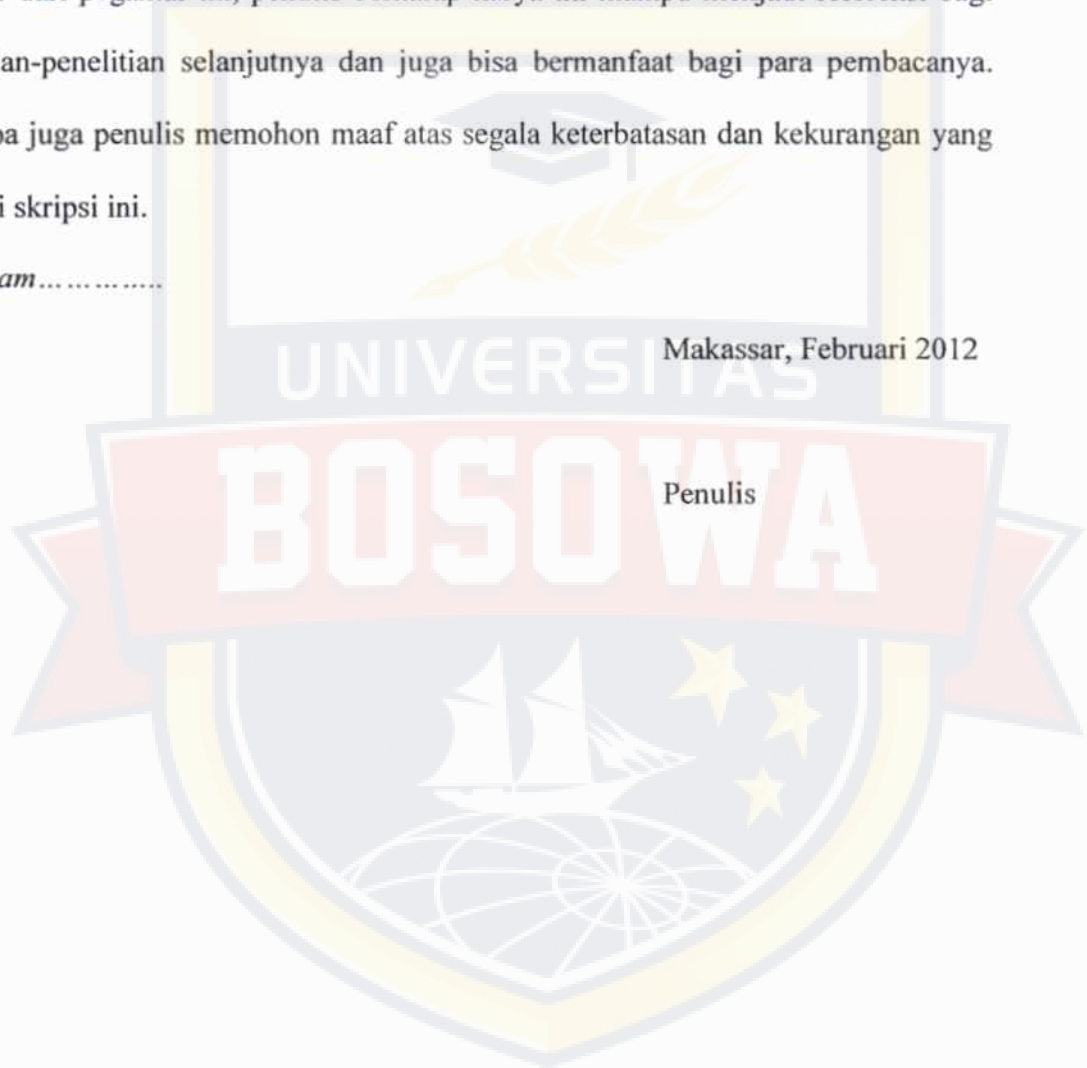 an-penelitian selanjutnya dan juga bisa bermanfaat bagi para pembacanya.
a juga penulis memohon maaf atas segala keterbatasan dan kekurangan yang
i skripsi ini.
am... ... ... .....
Makassar, Februari 2012
UNIVERSITAS
BOSOWA
Penulis